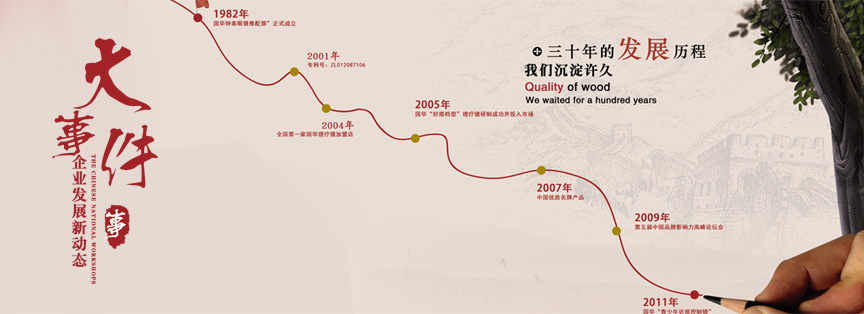 大事件
企业发展新动态
THE CHINESE NATIONAL WORKSHOPS
事
1982年
国华钟表眼镜修配部”正式成立
2001年
专利号：ZL012087106
2004年
全国第一家国华理疗镜加盟店
2005年
国华“好搭档型”理疗镜研制成功并投入市场
2007年
中国优质名牌产品
2009年
第五届中国品牌影响力高峰论坛会
2011年
国华“青少年近视控制镜”
三十年的发展历程
我们沉淀许久
Quality of wood
We waited for a hundred years